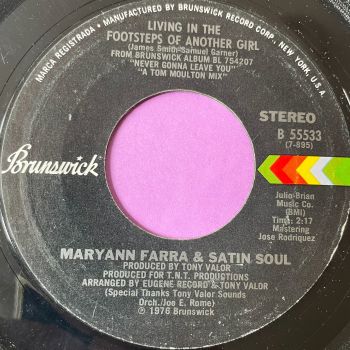 MARCA REGISTRADA · MANUFACTURED BY BRUNSWICK RECORD CORP. NEW YORK, U.S.A.
LIVING IN THE
FOOTSTEPS OF ANOTHER GIRL
(James Smith-Samuel Garner)
FROM BRUNSWICK ALBUM BL 754207
"NEVER GONNA LEAVE YOU"
"A TOM MOULTON MIX"
STEREO
B 55533
(7-895)
Brunswick
Julio-Brian
Music Co.
(BMI)
Time: 2:17
Mastering
Jose Rodriquez
MARYANN FARRA & SATIN SOUL
PRODUCED BY TONY VALOR
PRODUCED FOR T.N.T. PRODUCTIONS
ARRANGED BY EUGENE RECORD & TONY VALOR
(Special Thanks Tony Valor Sounds
Orch./Joe E. Rome)
℗ 1976 Brunswick